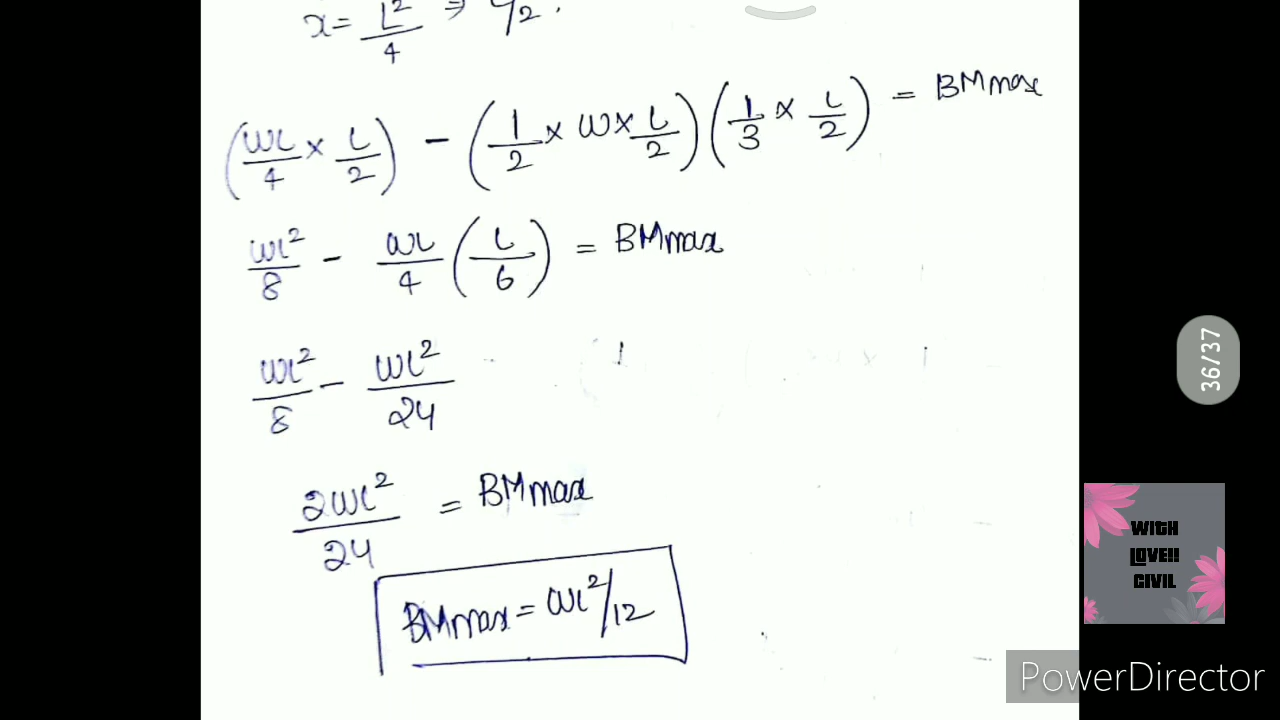 x = L²/4 ⇒ L/2.
(WL/4 × L/2) - (1/2 × W × L/2) (1/3 × L/2) = BMmax
WL²/8 - WL/4 (L/6) = BMmax
WL²/8 - WL²/24
2WL²/24 = BMmax
BMmax = WL²/12
36/37
WITH
LOVE!!
CIVIL
PowerDirector